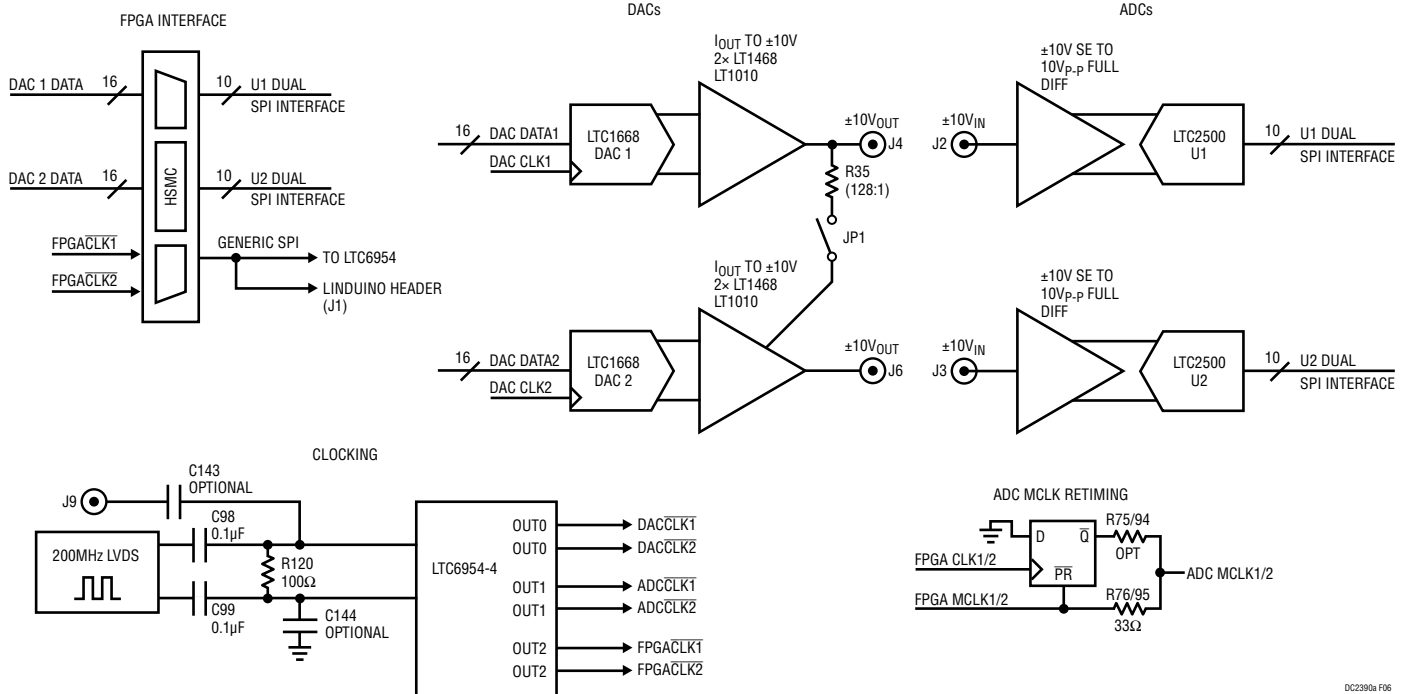 FPGA INTERFACE
DAC 1 DATA
16
10
U1 DUAL
SPI INTERFACE
DAC 2 DATA
16
HSMC
10
U2 DUAL
SPI INTERFACE
FPGACLK1
FPGACLK2
GENERIC SPI
TO LTC6954
LINDUINO HEADER
(J1)
DACs
IOUT TO ±10V
2× LT1468
LT1010
16
DAC DATA1
DAC CLK1
LTC1668
DAC 1
±10VOUT
J4
R35
(128:1)
JP1
IOUT TO ±10V
2× LT1468
LT1010
16
DAC DATA2
DAC CLK2
LTC1668
DAC 2
±10VOUT
J6
ADCs
±10V SE TO
10VP-P FULL
DIFF
±10VIN
J2
LTC2500
U1
10
U1 DUAL
SPI INTERFACE
±10V SE TO
10VP-P FULL
DIFF
±10VIN
J3
LTC2500
U2
10
U2 DUAL
SPI INTERFACE
CLOCKING
J9
C143
OPTIONAL
C98
0.1µF
200MHz LVDS
R120
100Ω
C99
0.1µF
C144
OPTIONAL
LTC6954-4
OUT0
DACCLK1
OUT0
DACCLK2
OUT1
ADCCLK1
OUT1
ADCCLK2
OUT2
FPGACLK1
OUT2
FPGACLK2
ADC MCLK RETIMING
D
Q̅
P̅R̅
R75/94
OPT
FPGA CLK1/2
ADC MCLK1/2
FPGA MCLK1/2
R76/95
33Ω
DC2390a F06